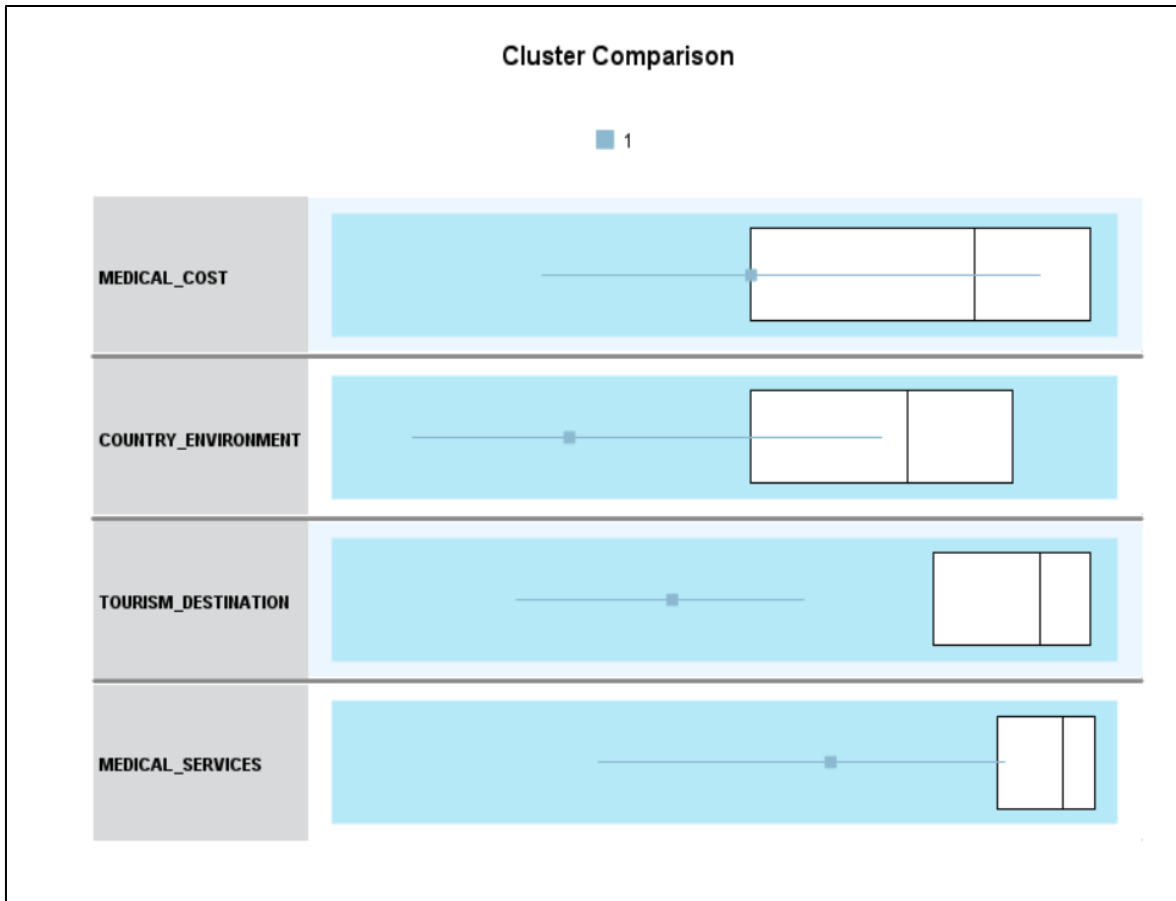 Cluster Comparison
1
MEDICAL_COST
COUNTRY_ENVIRONMENT
TOURISM_DESTINATION
MEDICAL_SERVICES